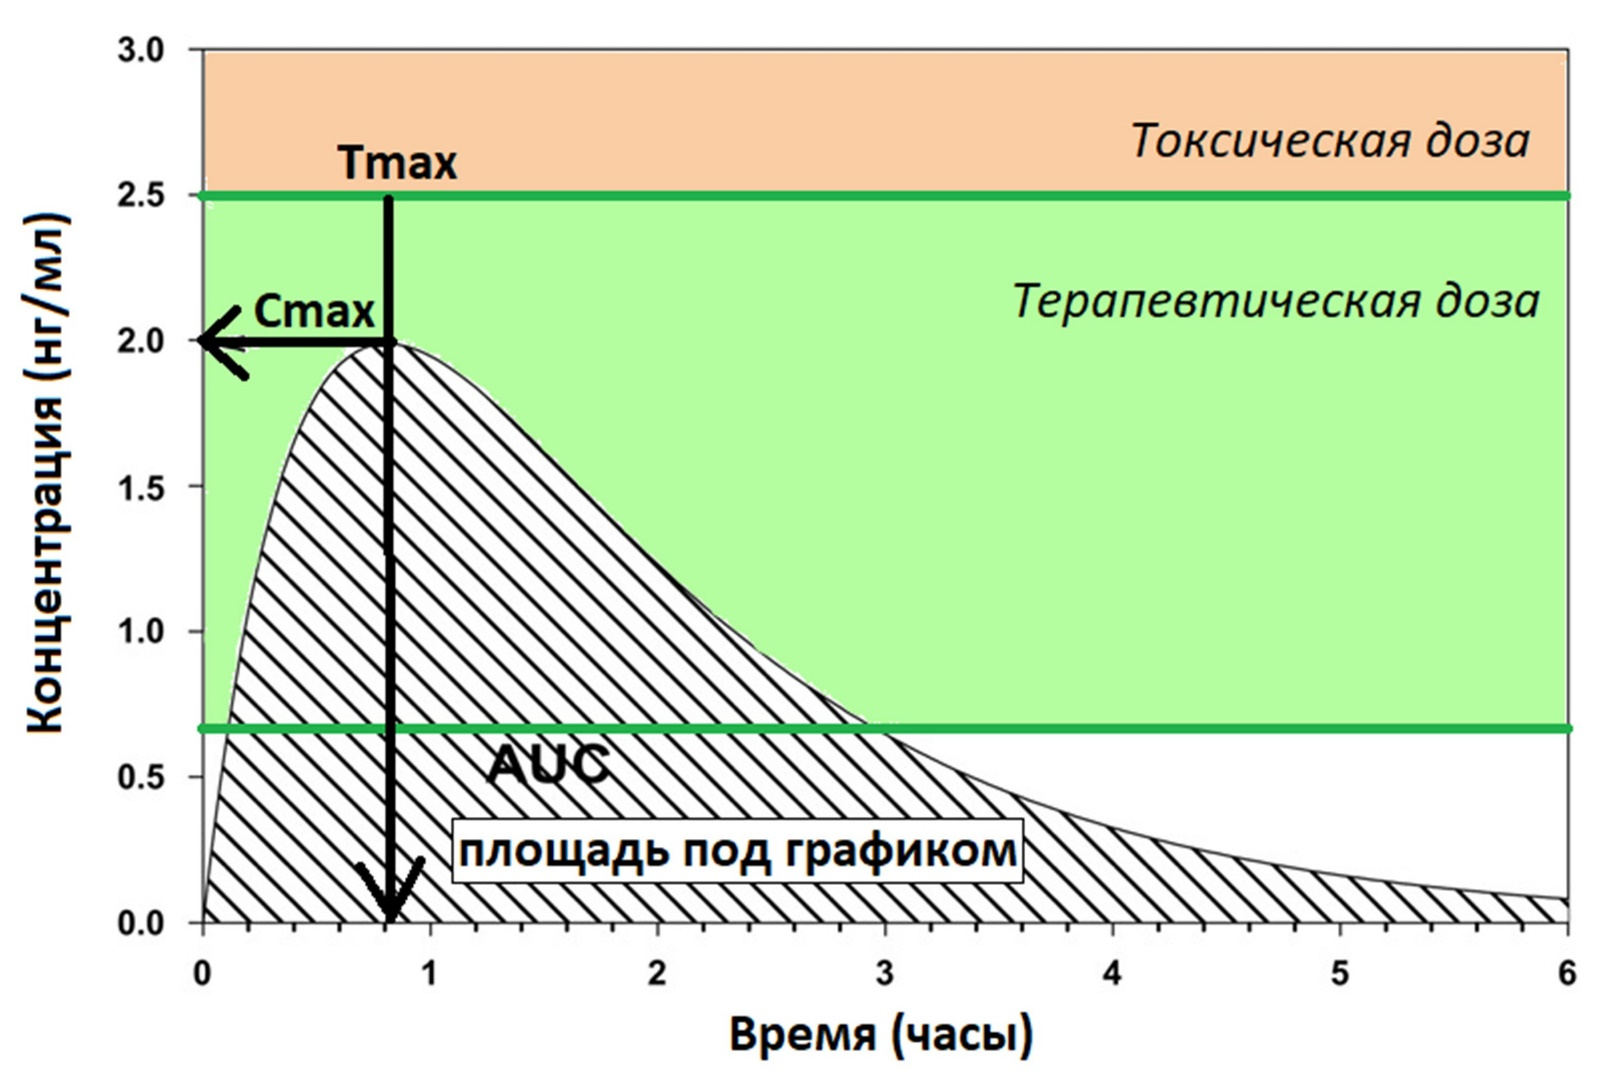 3.0
Токсическая доза
Tmax
2.5
Cmax
Терапевтическая доза
2.0
1.5
1.0
AUC
0.5
площадь под графиком
0.0
0 1 2 3 4 5 6
Время (часы)
Концентрация (нг/мл)